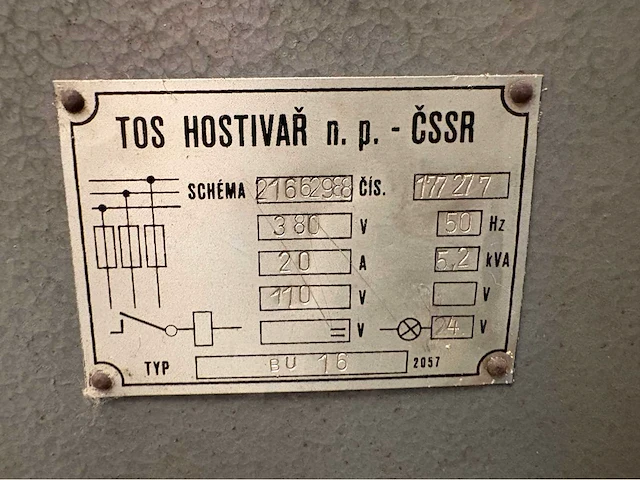 TOS HOSTIVAŘ n. p. - ČSSR
SCHÉMA 2166298 ČÍS. 177277
380 V 50 Hz
20 A 5,2 kVA
110 V V
= V 24 V
TYP BU 16 2057